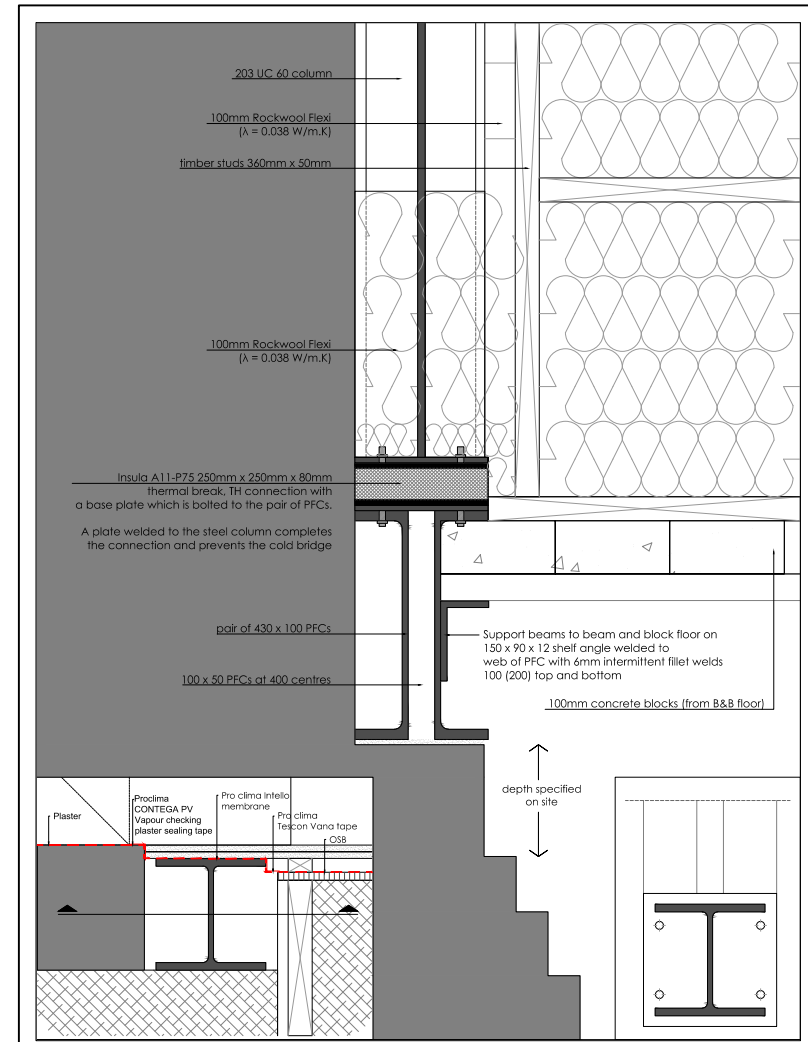 203 UC 60 column
100mm Rockwool Flexi
(λ = 0.038 W/m.K)
timber studs 360mm x 50mm
100mm Rockwool Flexi
(λ = 0.038 W/m.K)
Insula A11-P75 250mm x 250mm x 80mm
thermal break, TH connection with
a base plate which is bolted to the pair of PFCs.
A plate welded to the steel column completes
the connection and prevents the cold bridge
pair of 430 x 100 PFCs
Support beams to beam and block floor on
150 x 90 x 12 shelf angle welded to
web of PFC with 6mm intermittent fillet welds
100 (200) top and bottom
100 x 50 PFCs at 400 centres
100mm concrete blocks (from B&B floor)
depth specified
on site
Plaster
Proclima
CONTEGA PV
Vapour checking
plaster sealing tape
Pro clima Intello
membrane
Pro clima
Tescon Vana tape
OSB